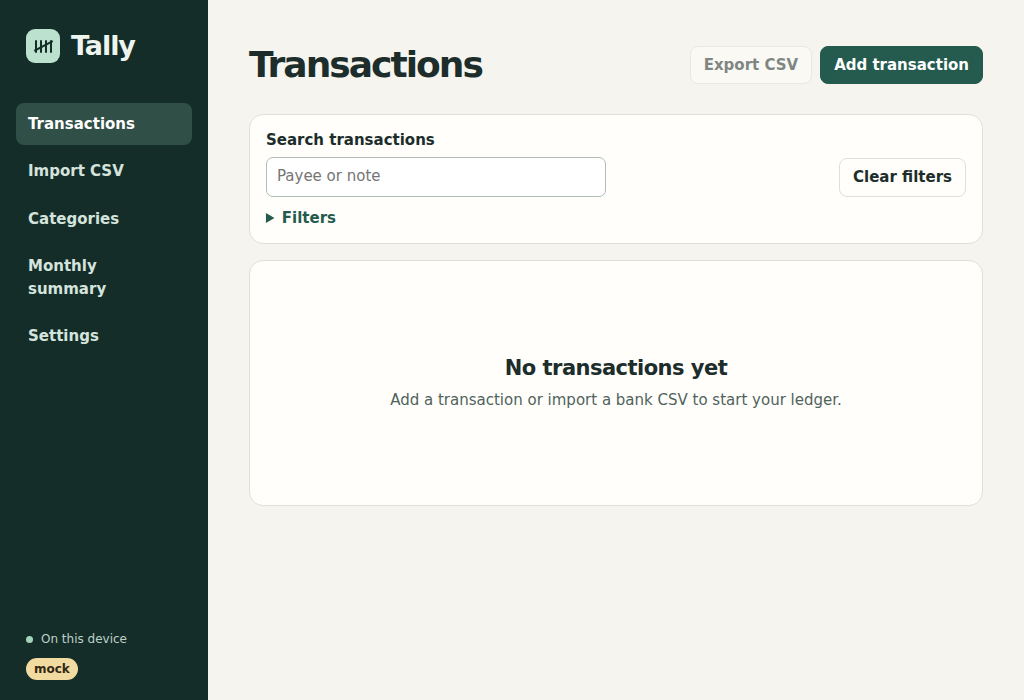 Tally
Transactions
Import CSV
Categories
Monthly
summary
Settings
On this device
mock
Transactions
Export CSV
Add transaction
Search transactions
Payee or note
Clear filters
Filters
No transactions yet
Add a transaction or import a bank CSV to start your ledger.